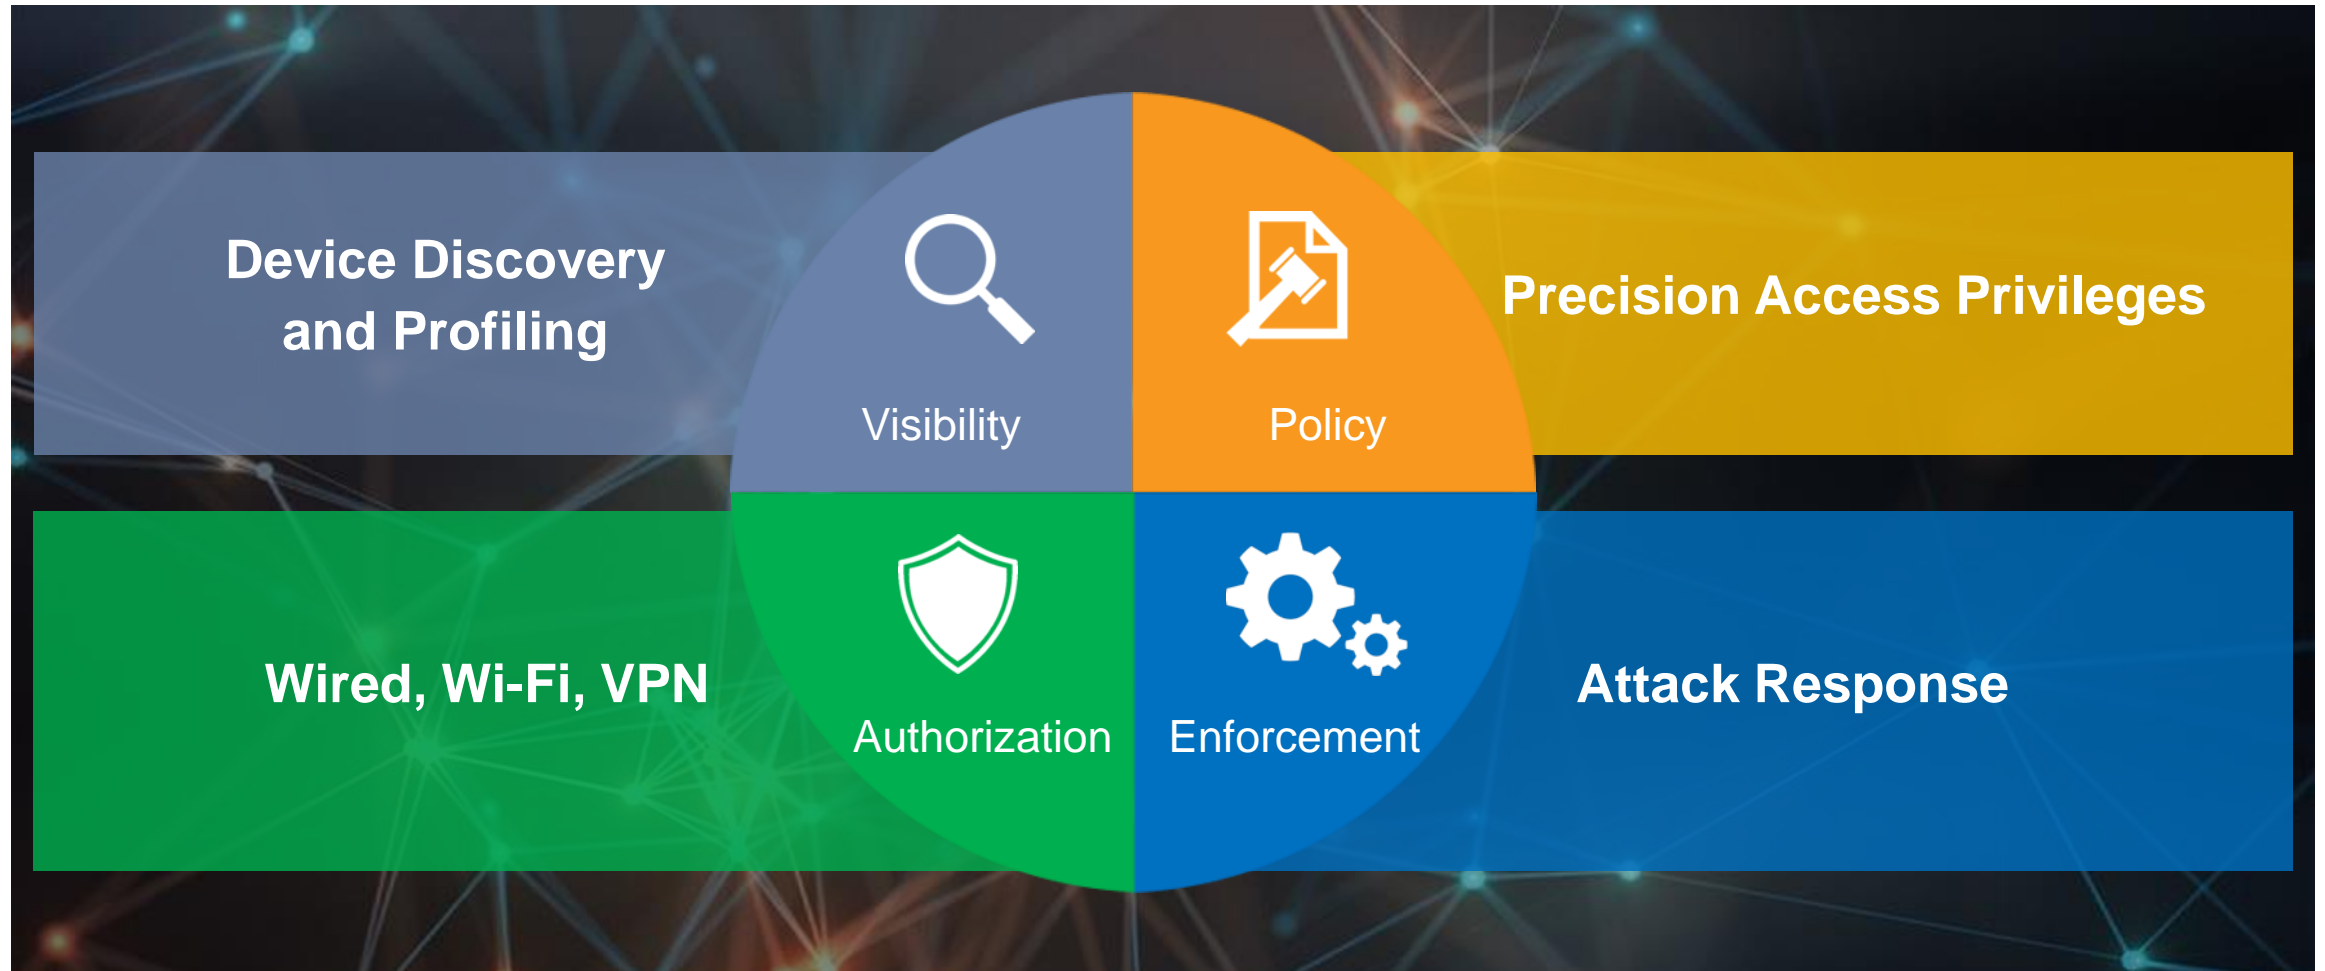 Device Discovery
and Profiling
Visibility
Policy
Precision Access Privileges
Wired, Wi-Fi, VPN
Authorization
Enforcement
Attack Response